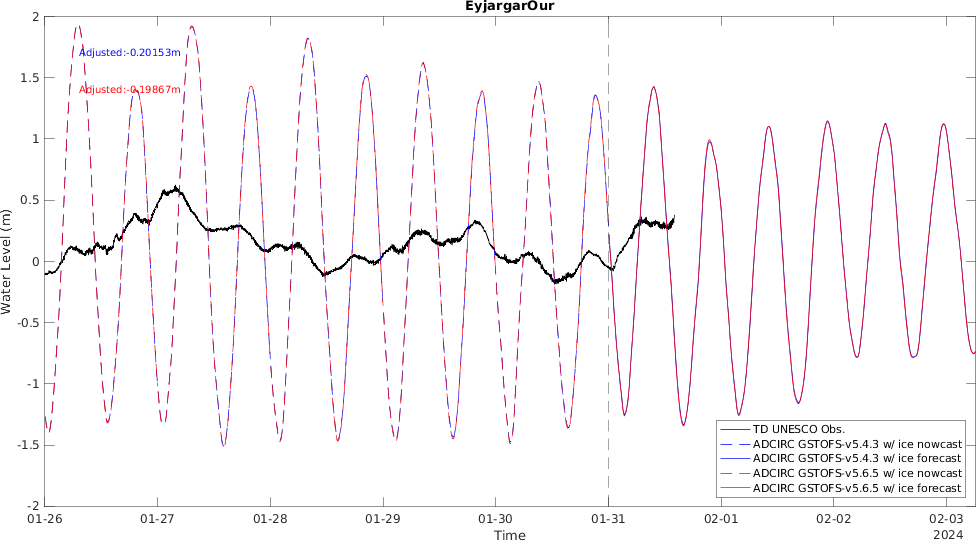 EyjargarOur
Adjusted:-0.20153m
Adjusted:-0.19867m
Water Level (m)
2
1.5
1
0.5
0
-0.5
-1
-1.5
-2
TD UNESCO Obs.
ADCIRC GSTOFS-v5.4.3 w/ ice nowcast
ADCIRC GSTOFS-v5.4.3 w/ ice forecast
ADCIRC GSTOFS-v5.6.5 w/ ice nowcast
ADCIRC GSTOFS-v5.6.5 w/ ice forecast
01-26 01-27 01-28 01-29 01-30 01-31 02-01 02-02 02-03
Time
2024